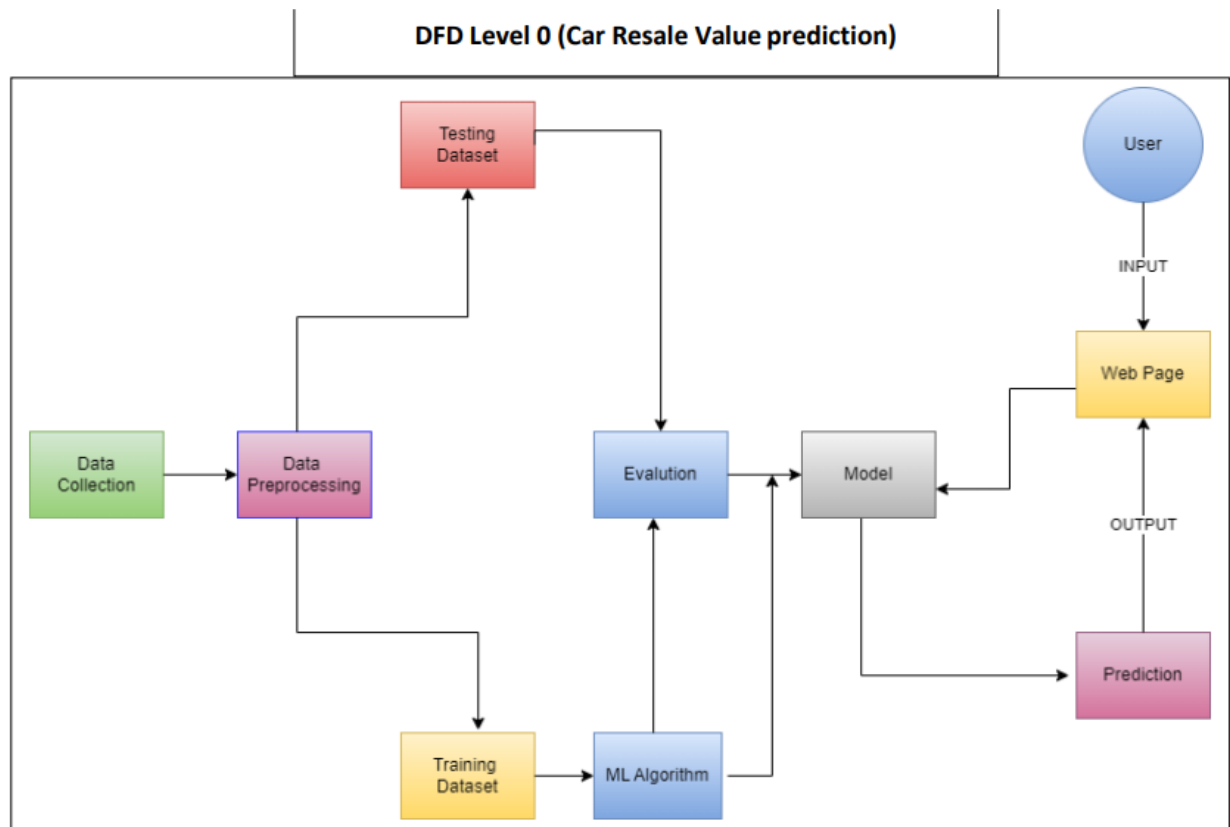 DFD Level 0 (Car Resale Value prediction)
Testing
Dataset
User
INPUT
Web Page
Data
Collection
Data
Preprocessing
Evalution
Model
OUTPUT
Prediction
Training
Dataset
ML Algorithm